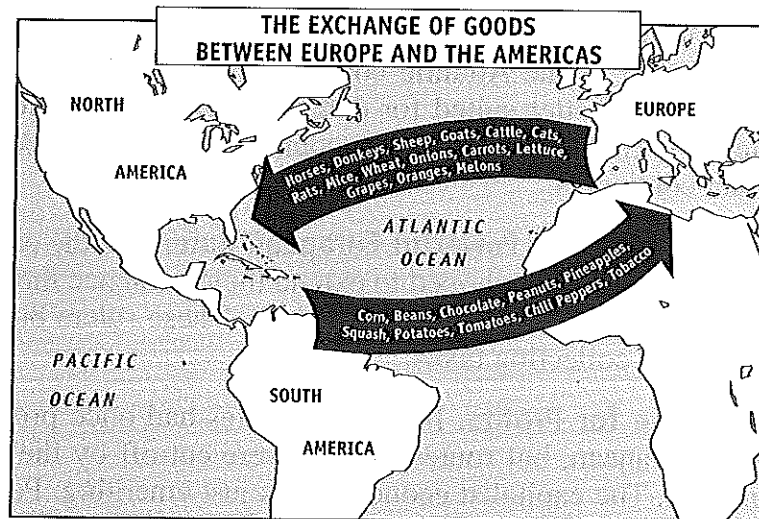 THE EXCHANGE OF GOODS
BETWEEN EUROPE AND THE AMERICAS
NORTH
AMERICA
EUROPE
Horses, Donkeys, Sheep, Goats, Cattle, Cats,
Rats, Mice, Wheat, Onions, Carrots, Lettuce,
Grapes, Oranges, Melons
ATLANTIC
OCEAN
Corn, Beans, Chocolate, Peanuts, Pineapples,
Squash, Potatoes, Tomatoes, Chili Peppers, Tobacco
PACIFIC
OCEAN
SOUTH
AMERICA